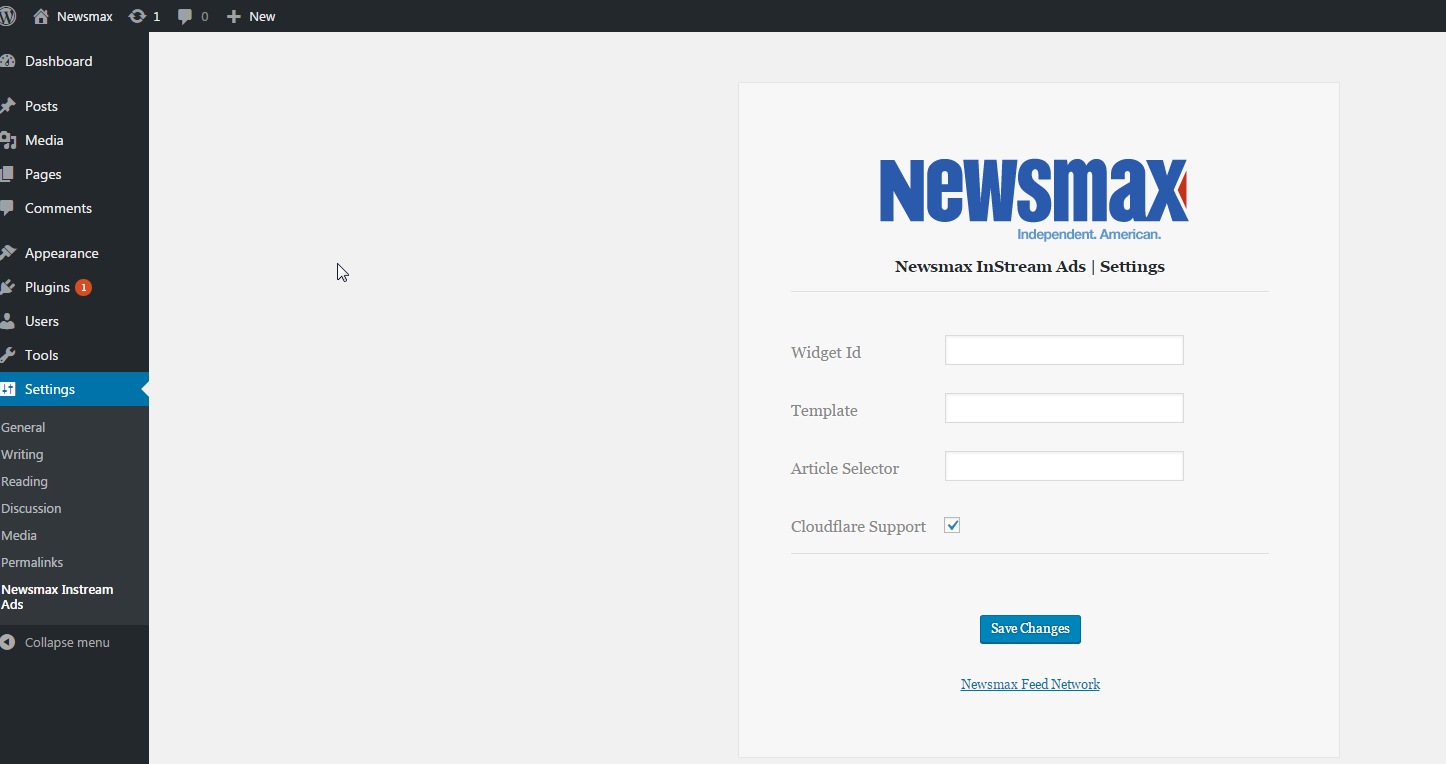 Newsmax 1 0 New
Dashboard
Posts
Media
Pages
Comments
Appearance
Plugins 1
Users
Tools
Settings
General
Writing
Reading
Discussion
Media
Permalinks
Newsmax Instream
Ads
Collapse menu
Newsmax
Independent. American.
Newsmax InStream Ads | Settings
Widget Id
Template
Article Selector
Cloudflare Support
Save Changes
Newsmax Feed Network